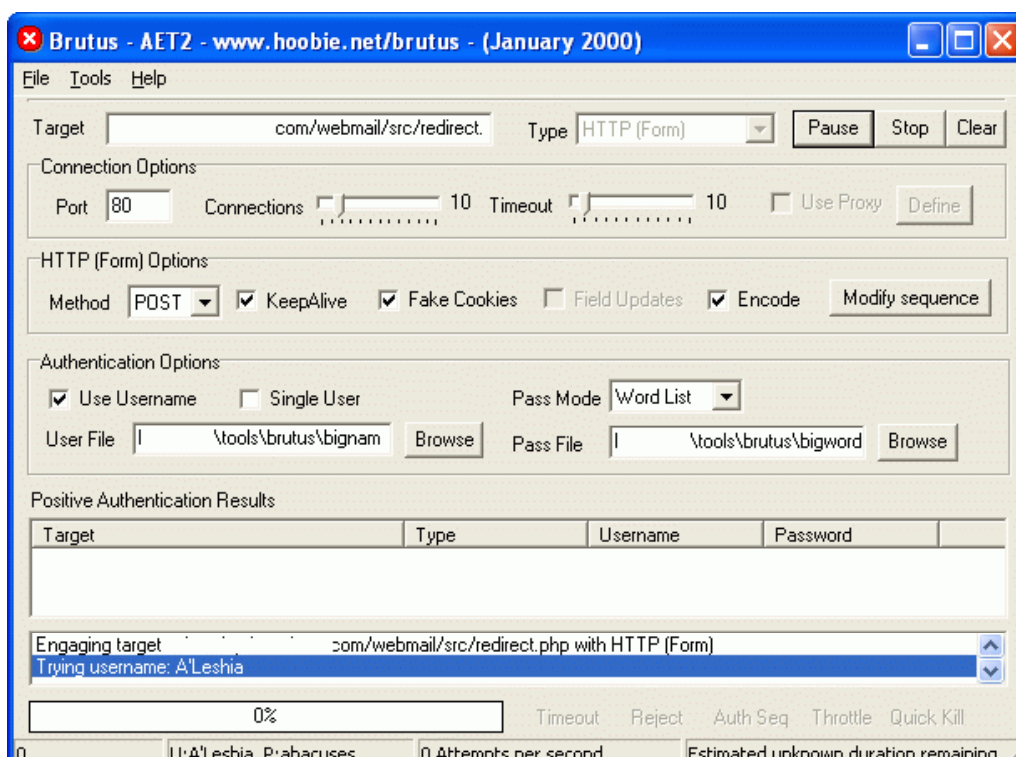 Brutus - AET2 - www.hoobie.net/brutus - (January 2000)
File Tools Help
Target com/webmail/src/redirect. Type HTTP (Form) Pause Stop Clear
Connection Options
Port 80 Connections 10 Timeout 10 Use Proxy Define
HTTP (Form) Options
Method POST KeepAlive Fake Cookies Field Updates Encode Modify sequence
Authentication Options
Use Username Single User Pass Mode Word List
User File \tools\brutus\bignam Browse Pass File \tools\brutus\bigword Browse
Positive Authentication Results
Target Type Username Password
Engaging target com/webmail/src/redirect.php with HTTP (Form)
Trying username: A'Leshia
0%
Timeout Reject Auth Seq Throttle Quick Kill
0 U:A'Leshia P:abacuses 0 Attempts per second Estimated unknown duration remaining